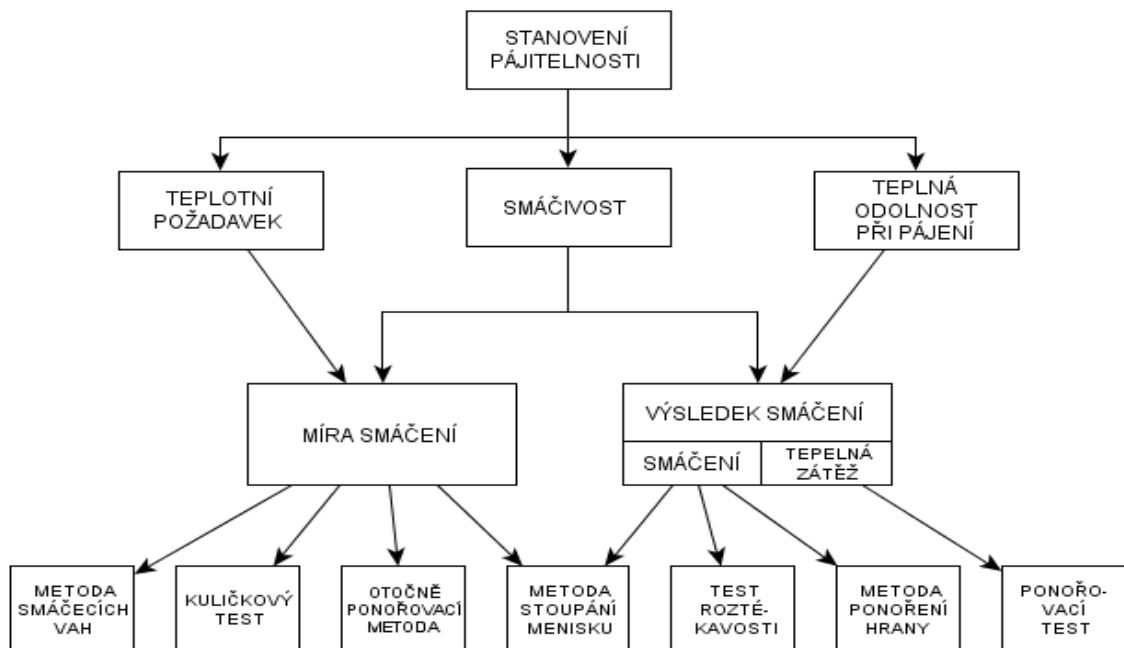 STANOVENÍ
PÁJITELNOSTI
TEPLOTNÍ
POŽADAVEK
SMÁČIVOST
TEPLNÁ
ODOLNOST
PŘI PÁJENÍ
MÍRA SMÁČENÍ
VÝSLEDEK SMÁČENÍ
SMÁČENÍ
TEPELNÁ
ZÁTĚŽ
METODA
SMÁČECÍCH
VAH
KULIČKOVÝ
TEST
OTOČNĚ
PONOŘOVACÍ
METODA
METODA
STOUPÁNÍ
MENISKU
TEST
ROZTÉ-
KAVOSTI
METODA
PONOŘENÍ
HRANY
PONOŘO-
VACÍ
TEST